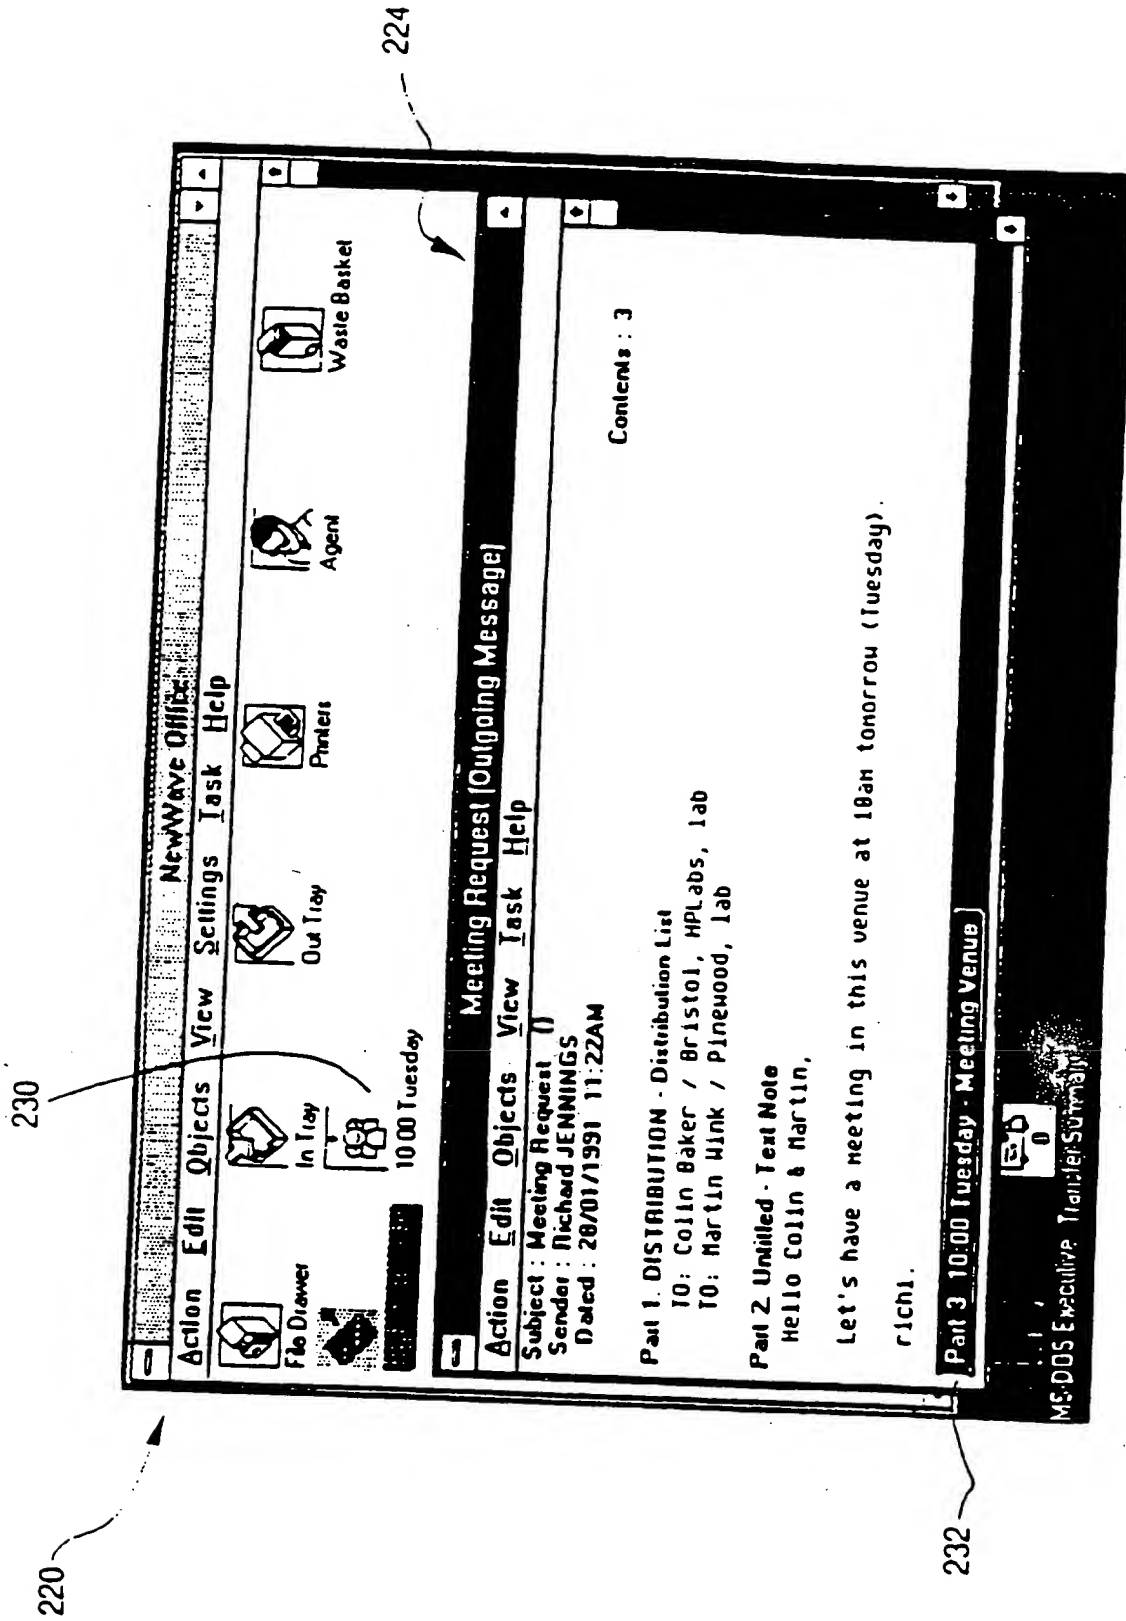 220
NewWave Office
Action Edit Objects View Settings Task Help
File Drawer
In Tray
Out Tray
Printers
Agent
Waste Basket
230
10:00 Tuesday
224
Meeting Request [Outgoing Message]
Action Edit Objects View Task Help
Subject : Meeting Request ()
Sender : Richard JENNINGS
Dated : 28/01/1991 11:22AM
Contents : 3
Part 1. DISTRIBUTION - Distribution List
TO: Colin Baker / Bristol, HPLabs, lab
TO: Martin Wink / Pinewood, lab
Part 2. Untitled - Text Note
Hello Colin & Martin,
Let's have a meeting in this venue at 10am tomorrow (Tuesday).
richi.
Part 3 10:00 Tuesday - Meeting Venue
232
MS-DOS Executive Transfer Summary